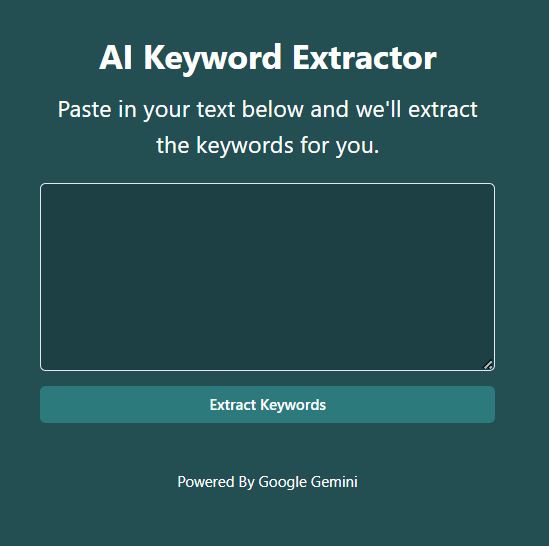 AI Keyword Extractor
Paste in your text below and we'll extract
the keywords for you.
Extract Keywords
Powered By Google Gemini